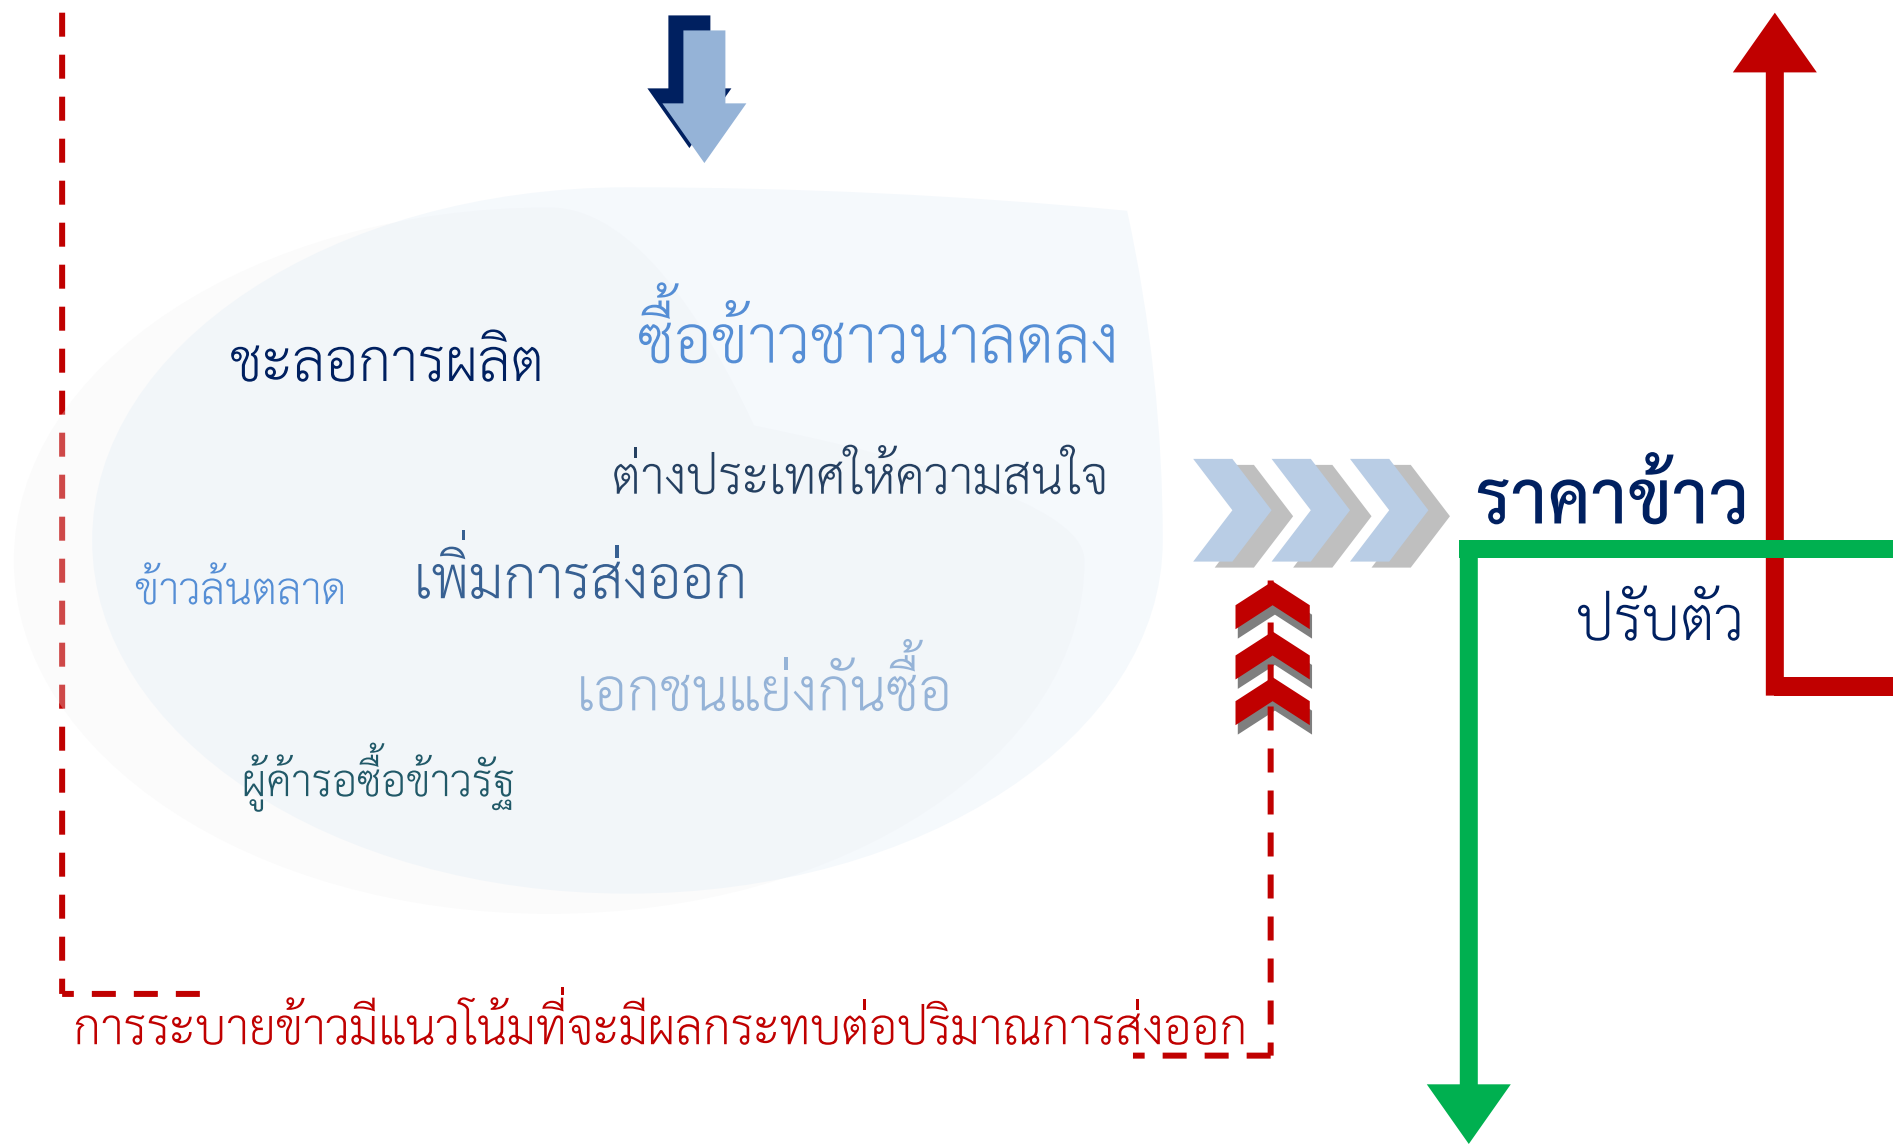 ซื้อข้าวชาวนาลดลง
ชะลอการผลิต
ต่างประเทศให้ความสนใจ
ราคาข้าว
เพิ่มการส่งออก
ข้าวล้นตลาด
ปรับตัว
เอกชนแย่งกันซื้อ
ผู้ค้ารอซื้อข้าวรัฐ
การระบายข้าวมีแนวโน้มที่จะมีผลกระทบต่อปริมาณการส่งออก